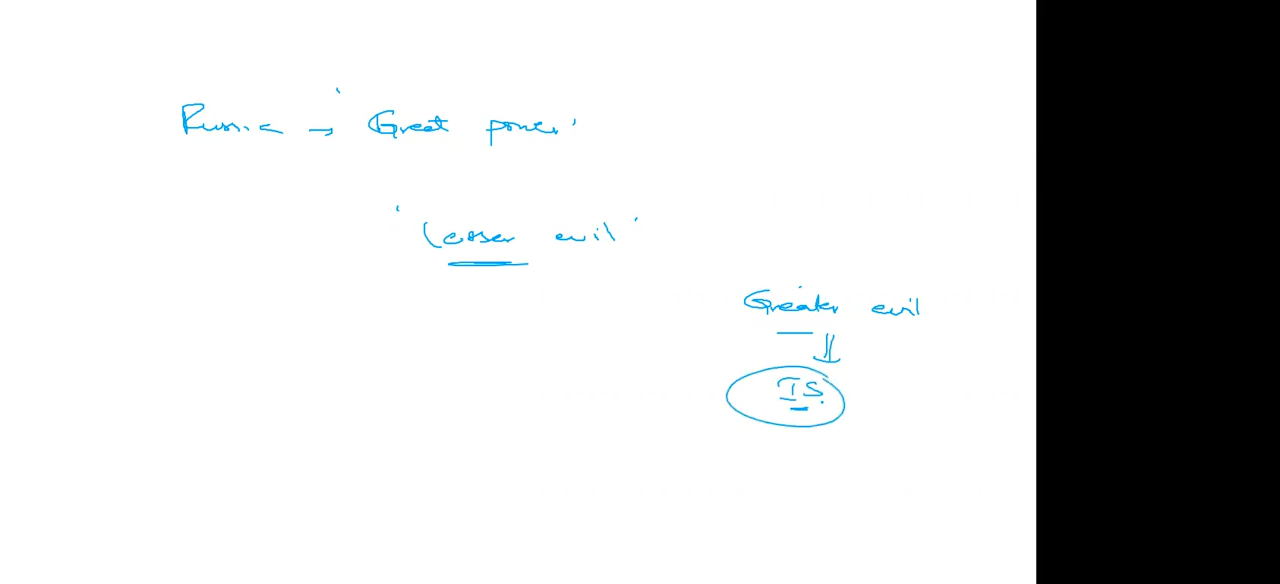 Russia → 'Great power'
'Lesser evil'
Greater evil
⇓
IS.